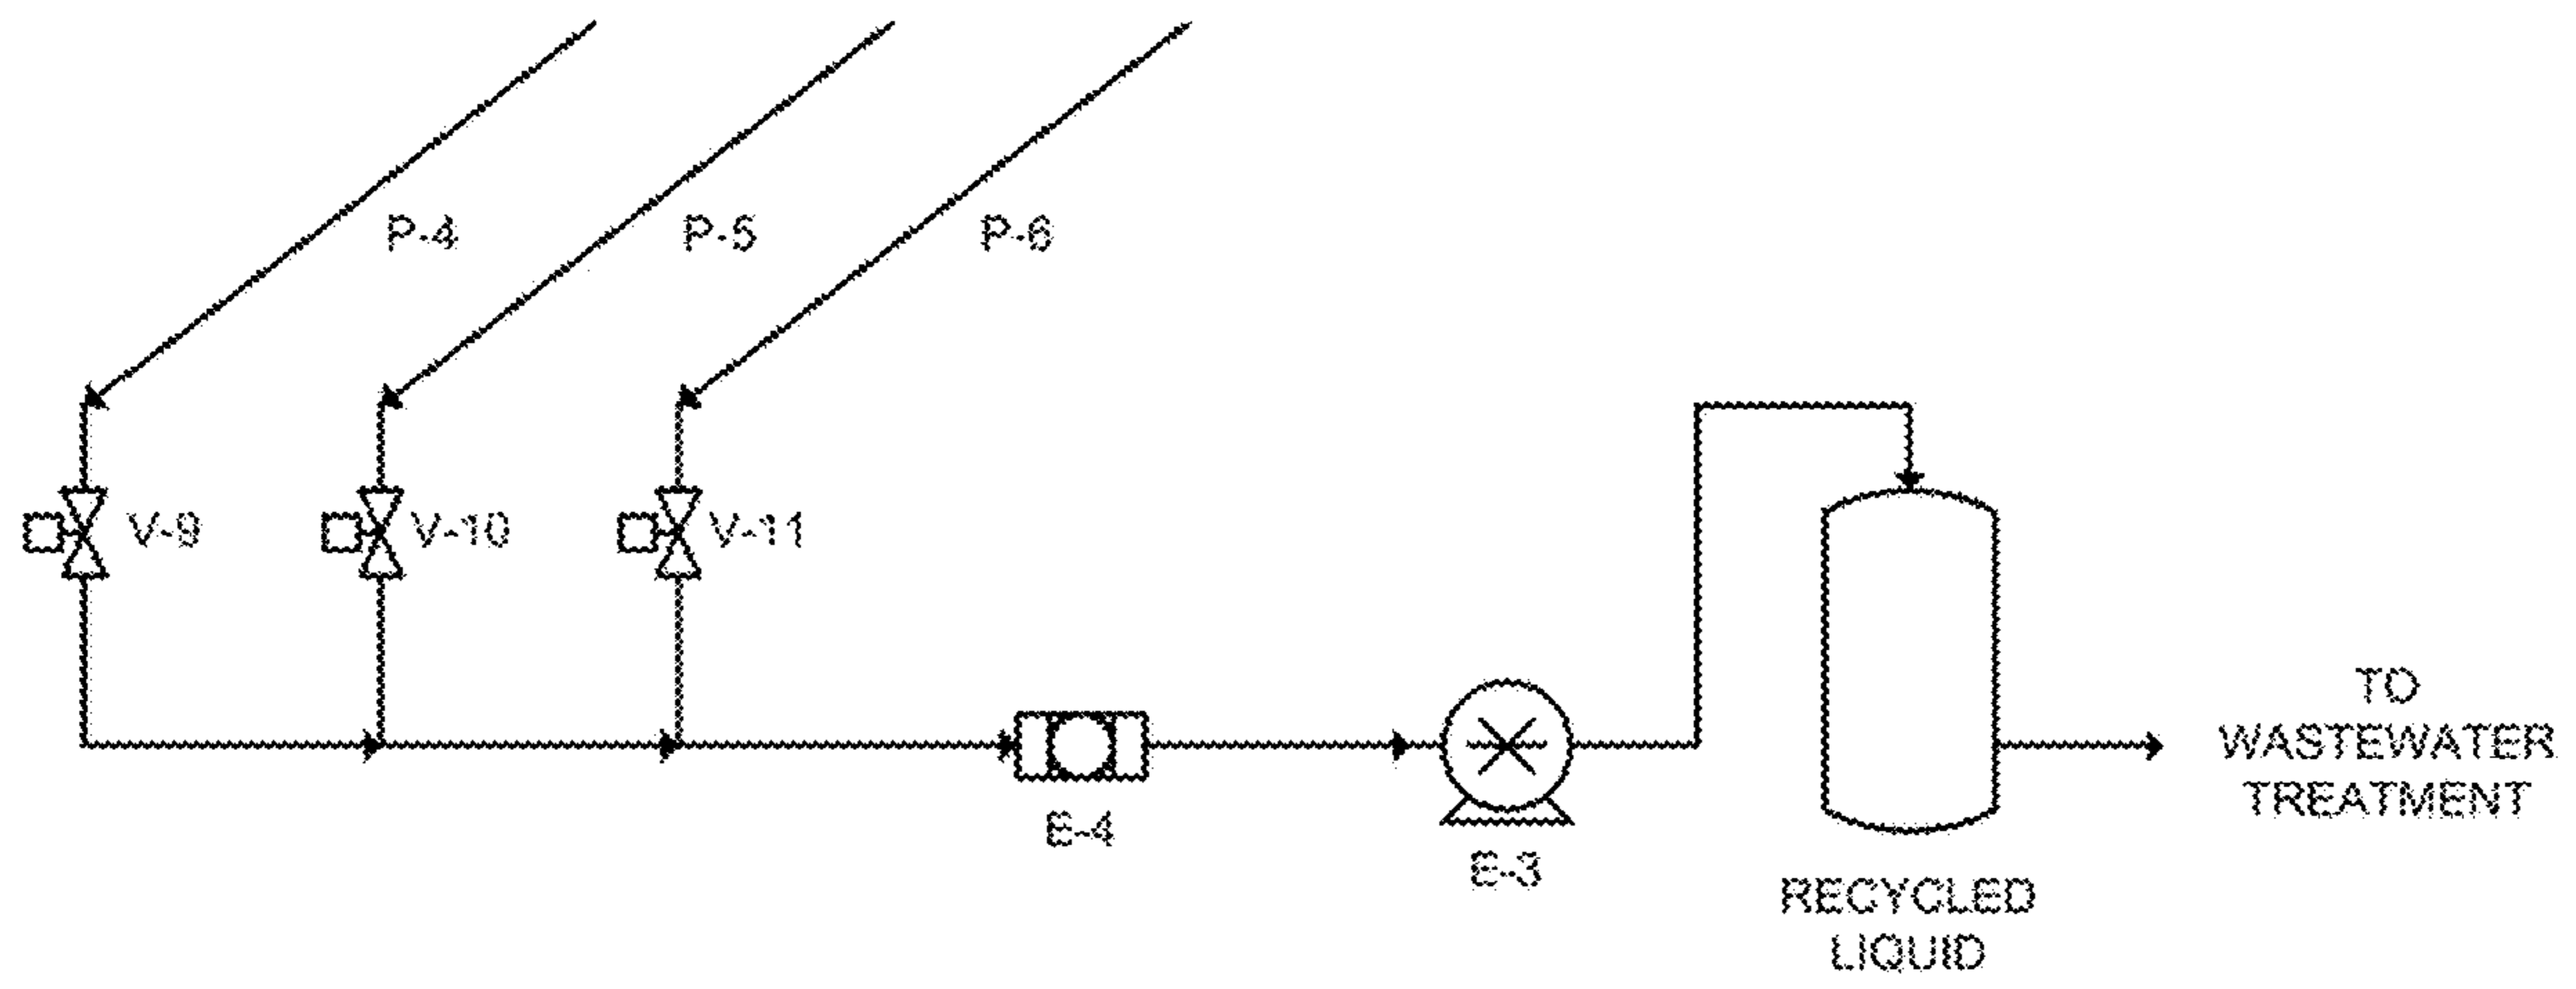 P-4
P-5
P-6
V-9
V-10
V-11
E-4
E-3
RECYCLED
LIQUID
TO
WASTEWATER
TREATMENT